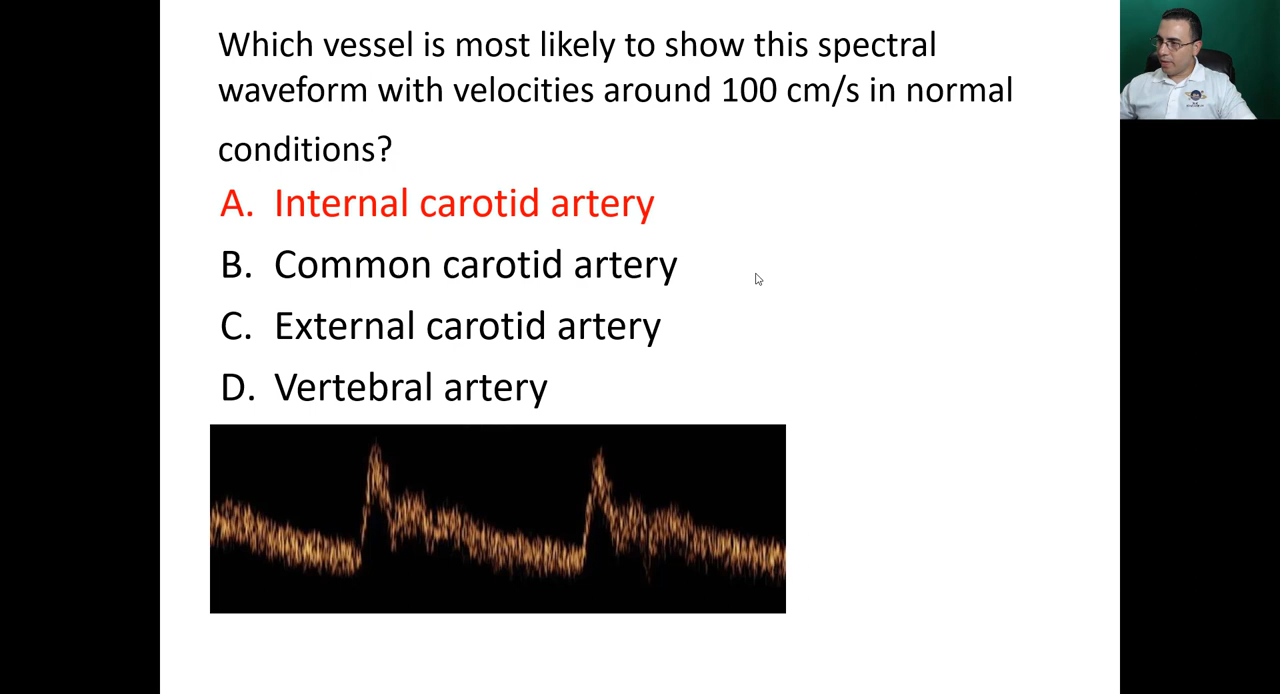 Which vessel is most likely to show this spectral
waveform with velocities around 100 cm/s in normal
conditions?
A. Internal carotid artery
B. Common carotid artery
C. External carotid artery
D. Vertebral artery